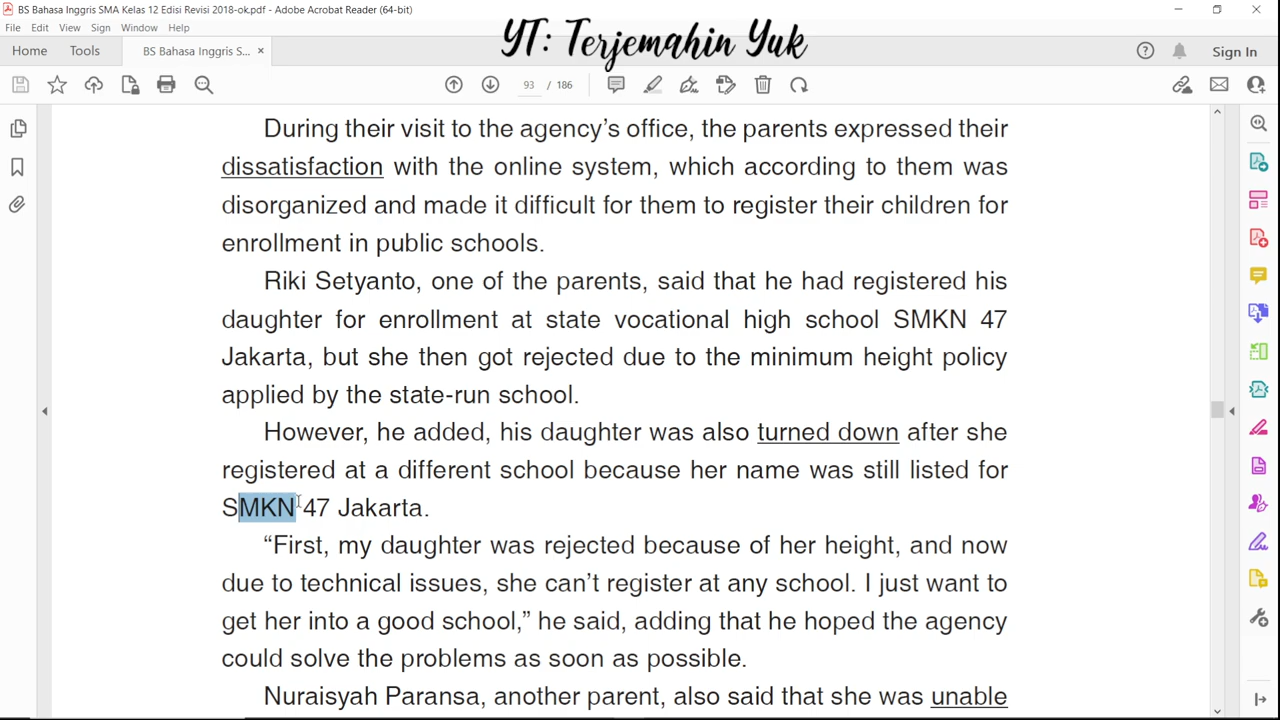 BS Bahasa Inggris SMA Kelas 12 Edisi Revisi 2018-ok.pdf - Adobe Acrobat Reader (64-bit)
File Edit View Sign Window Help
YT: Terjemahin Yuk
Home Tools BS Bahasa Inggris S... × Sign In
93 / 186
During their visit to the agency’s office, the parents expressed their
dissatisfaction with the online system, which according to them was
disorganized and made it difficult for them to register their children for
enrollment in public schools.
Riki Setyanto, one of the parents, said that he had registered his
daughter for enrollment at state vocational high school SMKN 47
Jakarta, but she then got rejected due to the minimum height policy
applied by the state-run school.
However, he added, his daughter was also turned down after she
registered at a different school because her name was still listed for
SMKN 47 Jakarta.
“First, my daughter was rejected because of her height, and now
due to technical issues, she can’t register at any school. I just want to
get her into a good school,” he said, adding that he hoped the agency
could solve the problems as soon as possible.
Nuraisyah Paransa, another parent, also said that she was unable